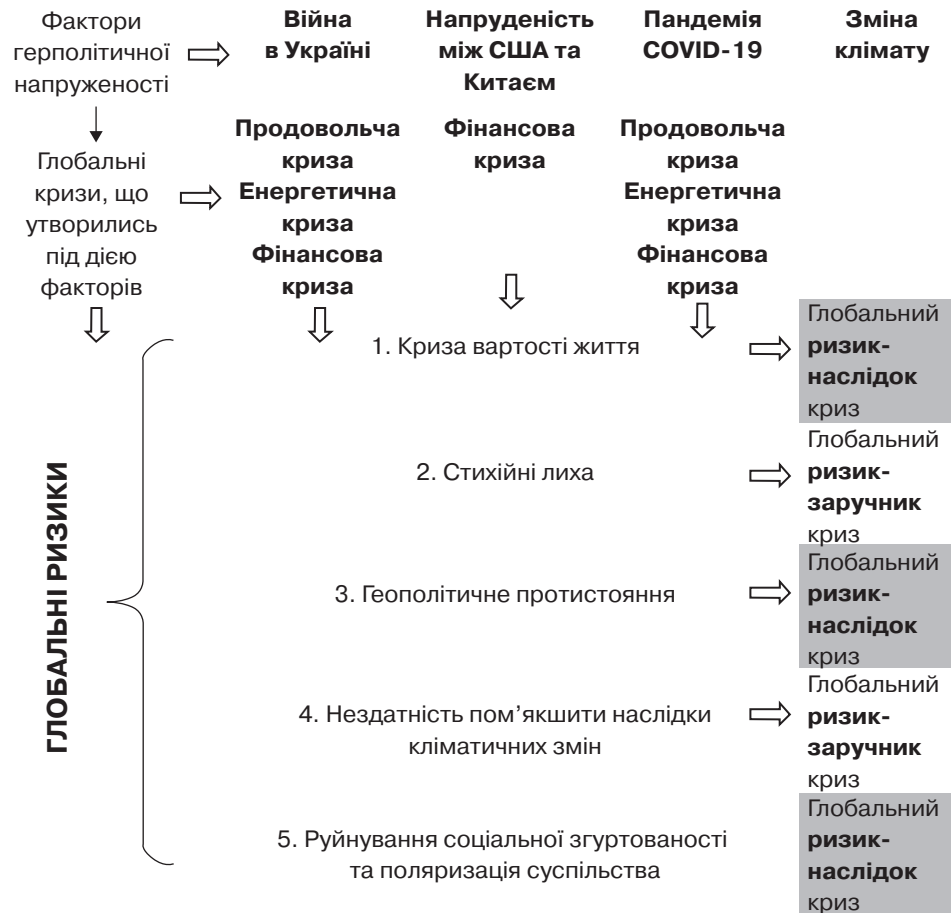 Фактори
герполітичної
напруженості
Війна
в Україні
Напруденість
між США та
Китаєм
Пандемія
COVID-19
Зміна
клімату
Глобальні
кризи, що
утворились
під дією
факторів
Продовольча
криза
Енергетична
криза
Фінансова
криза
Фінансова
криза
Продовольча
криза
Енергетична
криза
Фінансова
криза
ГЛОБАЛЬНІ РИЗИКИ
1. Криза вартості життя
Глобальний
ризик-
наслідок
криз
2. Стихійні лиха
Глобальний
ризик-
заручник
криз
3. Геополітичне протистояння
Глобальний
ризик-
наслідок
криз
4. Нездатність пом’якшити наслідки
кліматичних змін
Глобальний
ризик-
заручник
криз
5. Руйнування соціальної згуртованості
та поляризація суспільства
Глобальний
ризик-
наслідок
криз